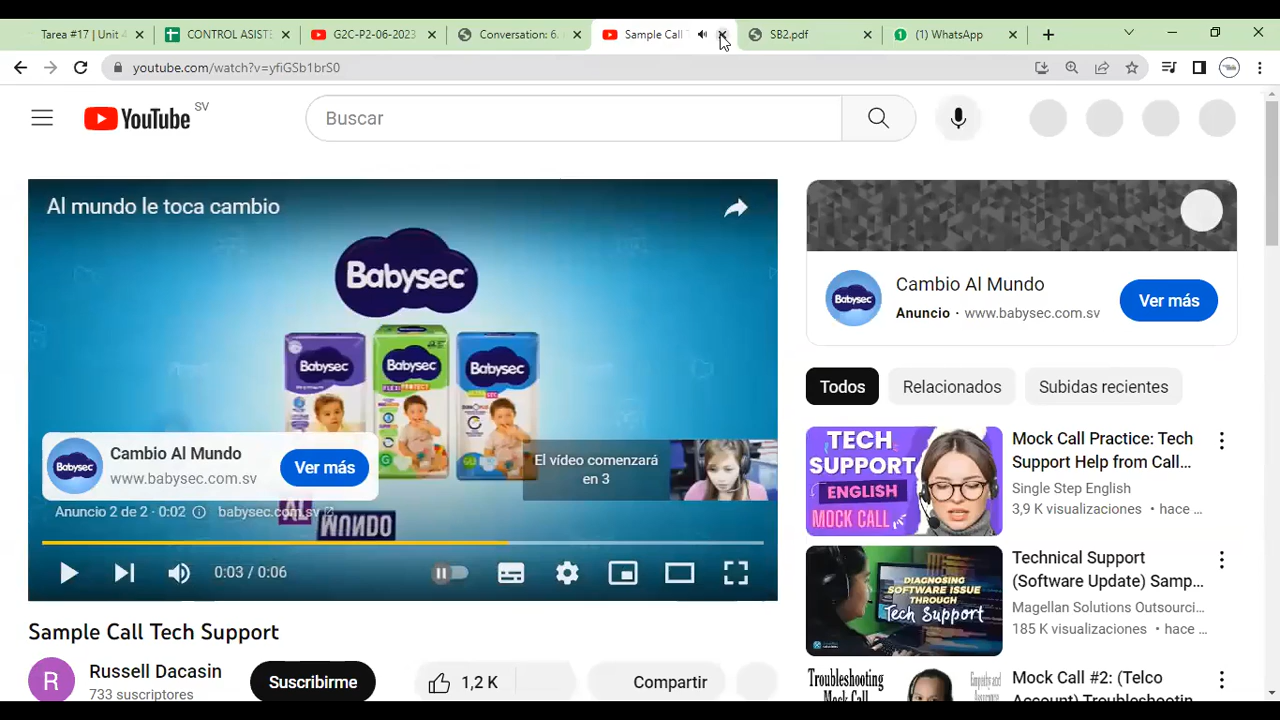 Tarea #17 | Unit
CONTROL ASISTE
G2C-P2-06-2023
Conversation: 6.
Sample Call
SB2.pdf
(1) WhatsApp
youtube.com/watch?v=yfiGSb1brS0
YouTube SV
Buscar
Al mundo le toca cambio
Babysec
Babysec
Babysec
Babysec
Cambio Al Mundo
www.babysec.com.sv
Ver más
El vídeo comenzará
en 3
Anuncio 2 de 2 · 0:02
babysec.com.sv
AL
MUNDO
0:03 / 0:06
Sample Call Tech Support
R
Russell Dacasin
733 suscriptores
Suscribirme
1,2 K
Compartir
Babysec
Cambio Al Mundo
Anuncio · www.babysec.com.sv
Ver más
Todos
Relacionados
Subidas recientes
TECH
SUPPORT
ENGLISH
MOCK CALL
Mock Call Practice: Tech
Support Help from Call...
Single Step English
3,9 K visualizaciones • hace ...
DIAGNOSING
SOFTWARE ISSUE
THROUGH
Tech Support
Technical Support
(Software Update) Samp...
Magellan Solutions Outsourci...
185 K visualizaciones • hace ...
Troubleshooting
Mock Call
Mock Call #2: (Telco
Account) Troubleshootin